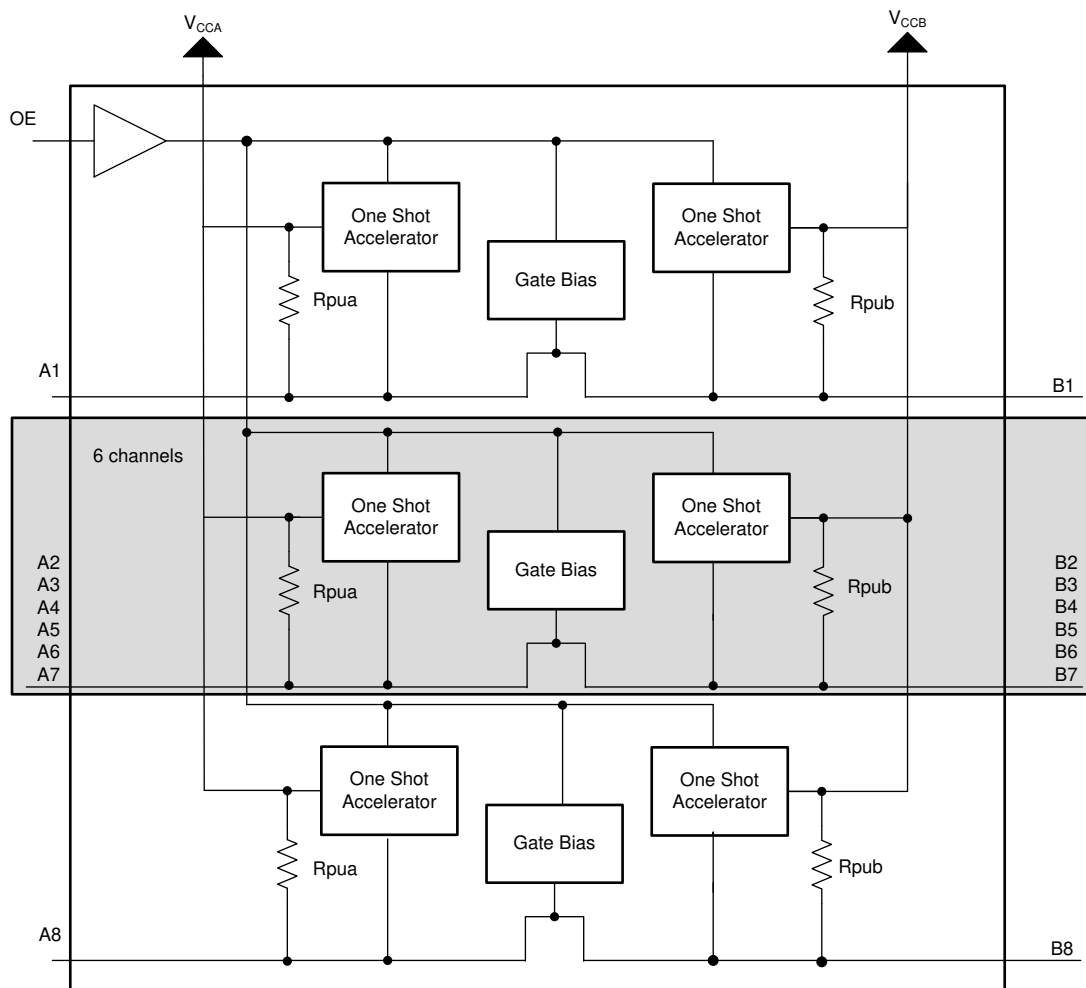 VCCA
VCCB
OE
One Shot
Accelerator
One Shot
Accelerator
Gate Bias
Rpua
Rpub
A1
B1
6 channels
One Shot
Accelerator
One Shot
Accelerator
Gate Bias
Rpua
Rpub
A2
A3
A4
A5
A6
A7
B2
B3
B4
B5
B6
B7
One Shot
Accelerator
One Shot
Accelerator
Gate Bias
Rpua
Rpub
A8
B8